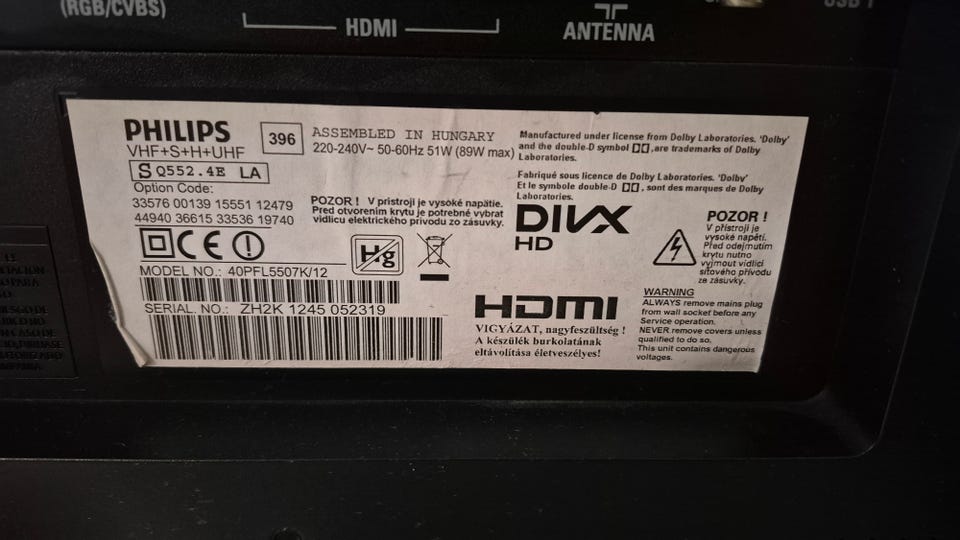 (RGB/CVBS)
HDMI
ANTENNA
USB 1
PHILIPS
VHF+S+H+UHF
396
ASSEMBLED IN HUNGARY
220-240V~ 50-60Hz 51W (89W max)
S Q552.4E LA
Option Code:
33576 00139 15551 12479
44940 36615 33536 19740
POZOR ! V přístroji je vysoké napätie.
Pred otvorením krytu je potrebné vybrat
vidlicu elektrického prívodu zo zásuvky.
CE
Hg
MODEL NO.: 40PFL5507K/12
SERIAL. NO.: ZH2K 1245 052319
Manufactured under license from Dolby Laboratories. 'Dolby'
and the double-D symbol ,are trademarks of Dolby
Laboratories.
Fabriqué sous licence de Dolby Laboratories. 'Dolby'
Et le symbole double-D , sont des marques de Dolby
Laboratories.
DIVX
HD
HDMI
VIGYÁZAT, nagyfeszültség !
A készülék burkolatának
eltávolítása életveszélyes!
POZOR !
V přístroji je
vysoké napětí.
Před odejmutím
krytu nutno
vyjmout vidlici
síťového přívodu
ze zásuvky.
WARNING
ALWAYS remove mains plug
from wall socket before any
Service operation.
NEVER remove covers unless
qualified to do so.
This unit contains dangerous
voltages.